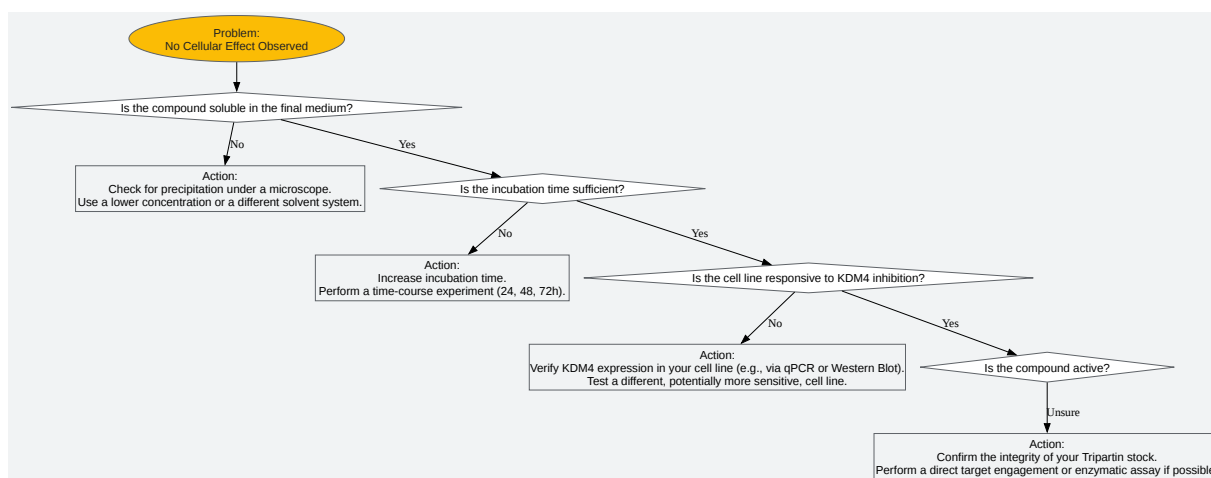 Problem:
No Cellular Effect Observed
Is the compound soluble in the final medium?
No
Yes
Action:
Check for precipitation under a microscope.
Use a lower concentration or a different solvent system.
Is the incubation time sufficient?
No
Yes
Action:
Increase incubation time.
Perform a time-course experiment (24, 48, 72h).
Is the cell line responsive to KDM4 inhibition?
No
Yes
Action:
Verify KDM4 expression in your cell line (e.g., via qPCR or Western Blot).
Test a different, potentially more sensitive, cell line.
Is the compound active?
Unsure
Action:
Confirm the integrity of your Tripartin stock.
Perform a direct target engagement or enzymatic assay if possible